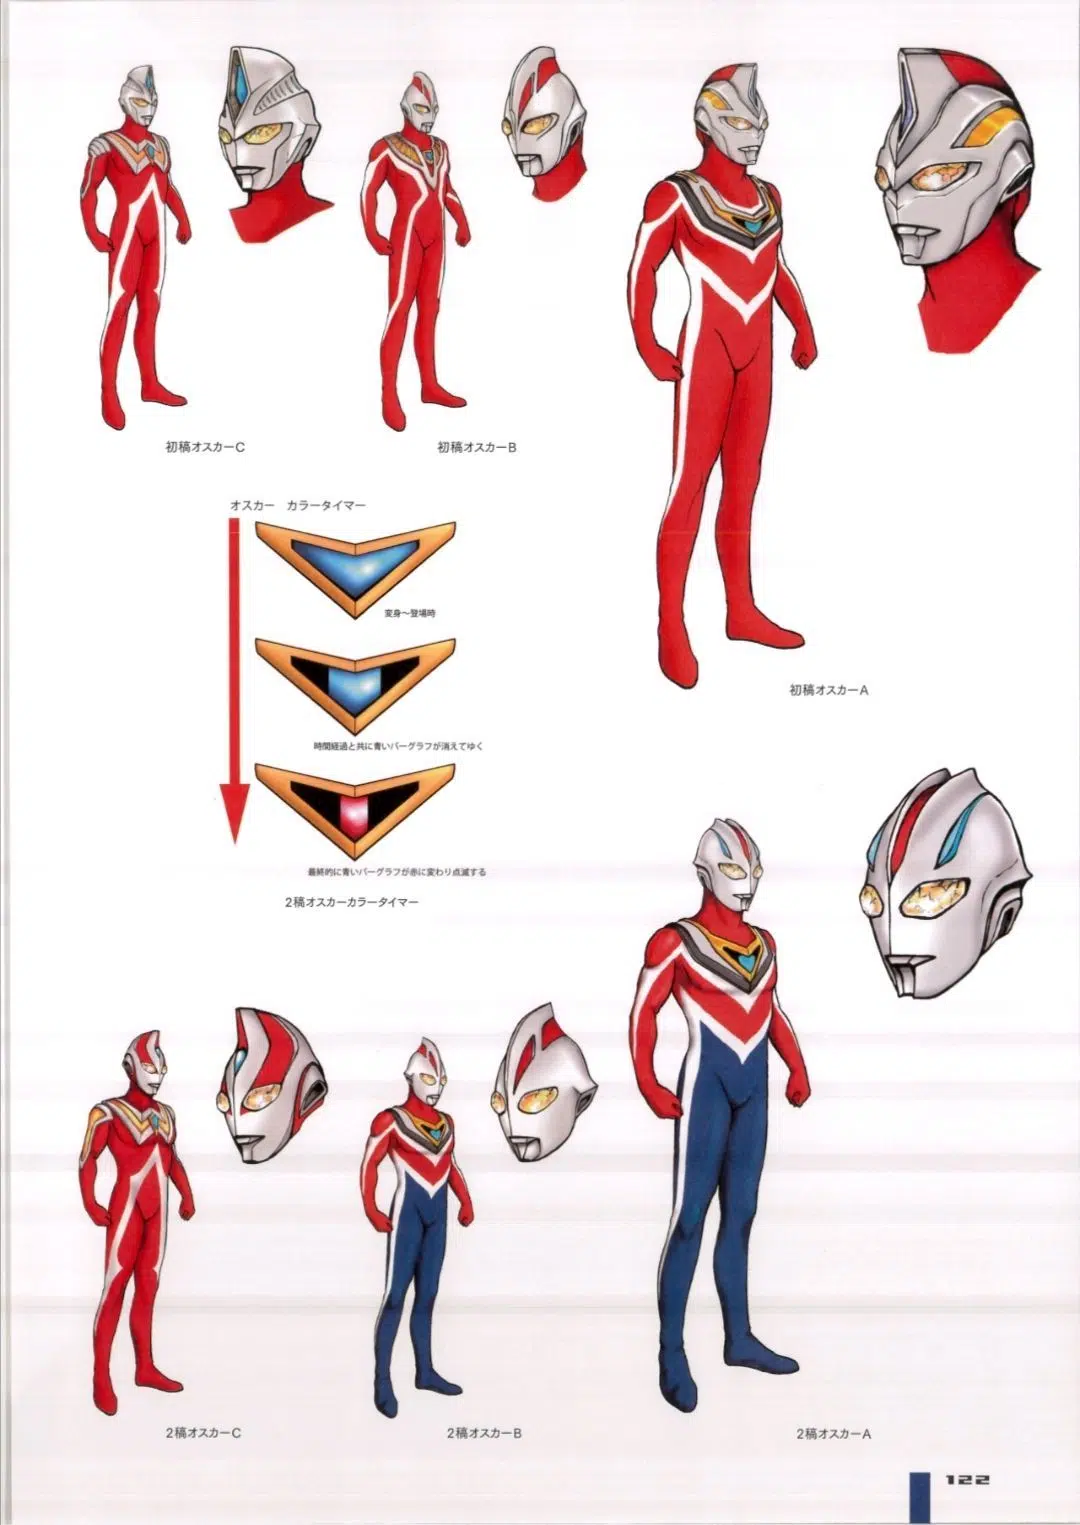 初稿オスカーC
初稿オスカーB
初稿オスカーA
オスカー　カラータイマー
変身〜登場時
時間経過と共に青いバーグラフが消えてゆく
最終的に青いバーグラフが赤に変わり点滅する
2稿オスカーカラータイマー
2稿オスカーC
2稿オスカーB
2稿オスカーA
122